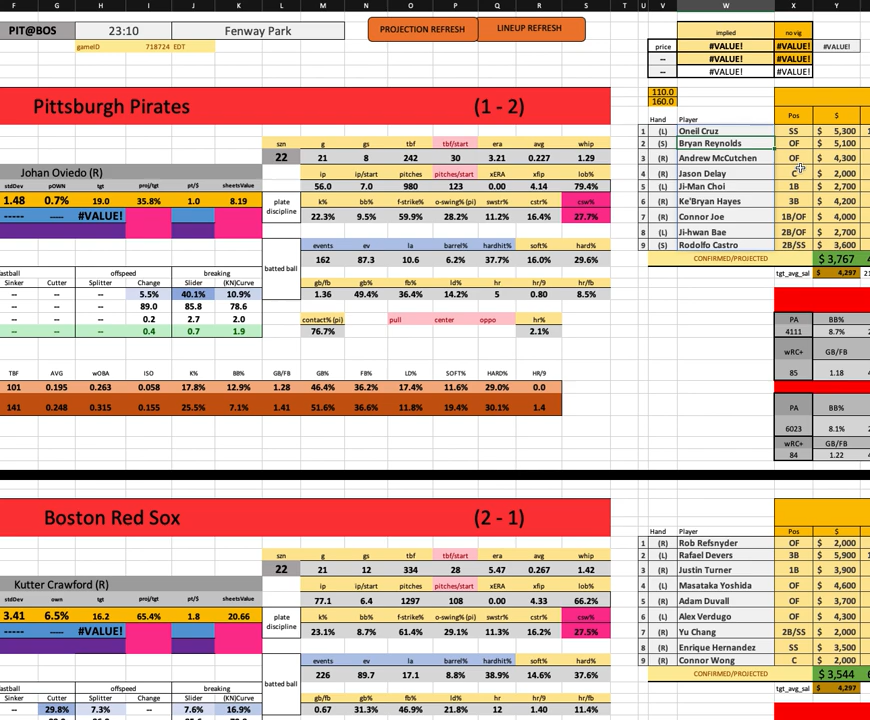 F G H I J K L M N O P Q R S T U V W X Y
PIT@BOS 23:10 Fenway Park PROJECTION REFRESH LINEUP REFRESH
implied no vig
gameID 718724 EDT price #VALUE! #VALUE! #VALUE!
-- #VALUE! #VALUE!
-- #VALUE! #VALUE!
Pittsburgh Pirates (1 - 2)
110.0
160.0
Hand Player Pos $
1 (L) Oneil Cruz SS $ 5,300
2 (S) Bryan Reynolds OF $ 5,100
3 (R) Andrew McCutchen OF $ 4,300
4 (R) Jason Delay C $ 2,000
5 (L) Ji-Man Choi 1B $ 2,700
6 (R) Ke'Bryan Hayes 3B $ 4,200
7 (R) Connor Joe 1B/OF $ 4,000
8 (L) Ji-hwan Bae 2B/OF $ 2,700
9 (S) Rodolfo Castro 2B/SS $ 3,600
CONFIRMED/PROJECTED $ 3,767
tgt_avg_sal $ 4,297
szn g gs tbf tbf/start era avg whip
22 21 8 242 30 3.21 0.227 1.29
Johan Oviedo (R)
ip ip/start pitches pitches/start xERA xfip lob%
56.0 7.0 980 123 0.00 4.14 79.4%
stdDev pOWN tgt proj/tgt pt/$ sheetsValue
1.48 0.7% 19.0 35.8% 1.0 8.19
----- ----- #VALUE!
plate discipline
k% bb% f-strike% o-swing% (pi) swstr% cstr% csw%
22.3% 9.5% 59.9% 28.2% 11.2% 16.4% 27.7%
batted ball
events ev la barrel% hardhit% soft% hard%
162 87.3 10.6 6.2% 37.7% 16.0% 29.6%
gb/fb gb% fb% ld% hr hr/9 hr/fb
1.36 49.4% 36.4% 14.2% 5 0.80 8.5%
contact% (pi) pull center oppo hr%
76.7% 2.1%
astball offspeed breaking
Sinker Cutter Splitter Change Slider (KN)Curve
-- -- -- 5.5% 40.1% 10.9%
-- -- -- 89.0 85.8 78.6
-- -- -- 0.2 2.7 2.0
-- -- -- 0.4 0.7 1.9
TBF AVG wOBA ISO K% BB% GB/FB GB% FB% LD% SOFT% HARD% HR/9
101 0.195 0.263 0.058 17.8% 12.9% 1.28 46.4% 36.2% 17.4% 11.6% 29.0% 0.0
141 0.248 0.315 0.155 25.5% 7.1% 1.41 51.6% 36.6% 11.8% 19.4% 30.1% 1.4
PA BB%
4111 8.7%
wRC+ GB/FB
85 1.18
PA BB%
6023 8.1%
wRC+ GB/FB
84 1.22
Boston Red Sox (2 - 1)
Hand Player Pos $
1 (R) Rob Refsnyder OF $ 2,000
2 (L) Rafael Devers 3B $ 5,900
3 (R) Justin Turner 1B $ 3,900
4 (L) Masataka Yoshida OF $ 4,600
5 (R) Adam Duvall OF $ 3,700
6 (L) Alex Verdugo OF $ 4,300
7 (R) Yu Chang 2B/SS $ 2,000
8 (R) Enrique Hernandez SS $ 3,500
9 (R) Connor Wong C $ 2,000
CONFIRMED/PROJECTED $ 3,544
tgt_avg_sal $ 4,297
szn g gs tbf tbf/start era avg whip
22 21 12 334 28 5.47 0.267 1.42
Kutter Crawford (R)
ip ip/start pitches pitches/start xERA xfip lob%
77.1 6.4 1297 108 0.00 4.33 66.2%
stdDev own tgt proj/tgt pt/$ sheetsValue
3.41 6.5% 16.2 65.4% 1.8 20.66
----- ----- #VALUE!
plate discipline
k% bb% f-strike% o-swing% (pi) swstr% cstr% csw%
23.1% 8.7% 61.4% 29.1% 11.3% 16.2% 27.5%
batted ball
events ev la barrel% hardhit% soft% hard%
226 89.7 17.1 8.8% 38.9% 14.6% 37.6%
gb/fb gb% fb% ld% hr hr/9 hr/fb
0.67 31.3% 46.9% 21.8% 12 1.40 11.4%
astball offspeed breaking
Sinker Cutter Splitter Change Slider (KN)Curve
-- 29.8% 7.3% -- 7.6% 16.9%